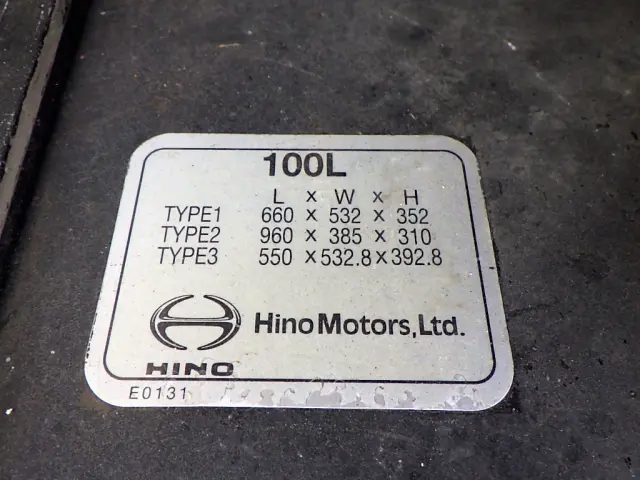 100L
L x W x H
TYPE1 660 x 532 x 352
TYPE2 960 x 385 x 310
TYPE3 550 x 532.8 x 392.8
Hino Motors, Ltd.
HINO
E0131